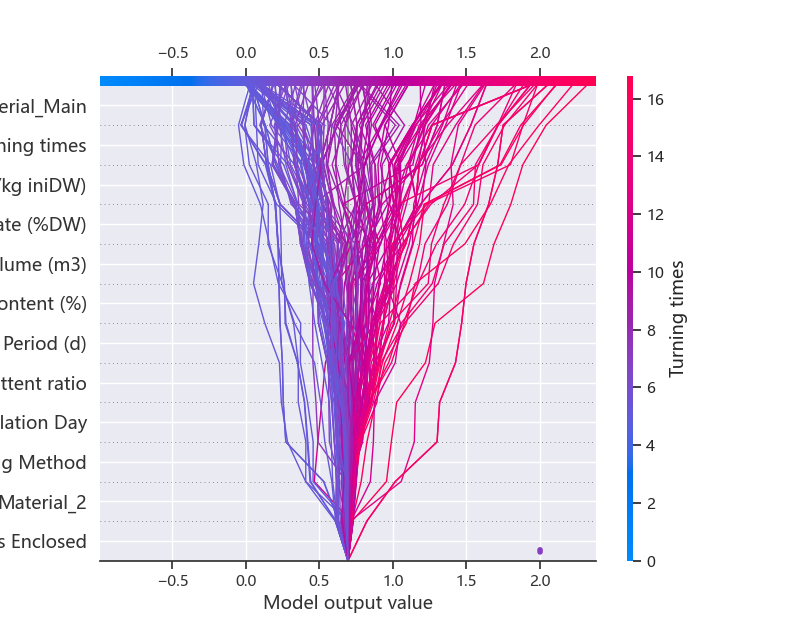 −0.5 0.0 0.5 1.0 1.5 2.0
erial_Main
ning times
/kg iniDW)
ate (%DW)
lume (m3)
ontent (%)
Period (d)
ttent ratio
lation Day
g Method
Material_2
s Enclosed
−0.5 0.0 0.5 1.0 1.5 2.0
Model output value
16
14
12
10
8
6
4
2
0
Turning times